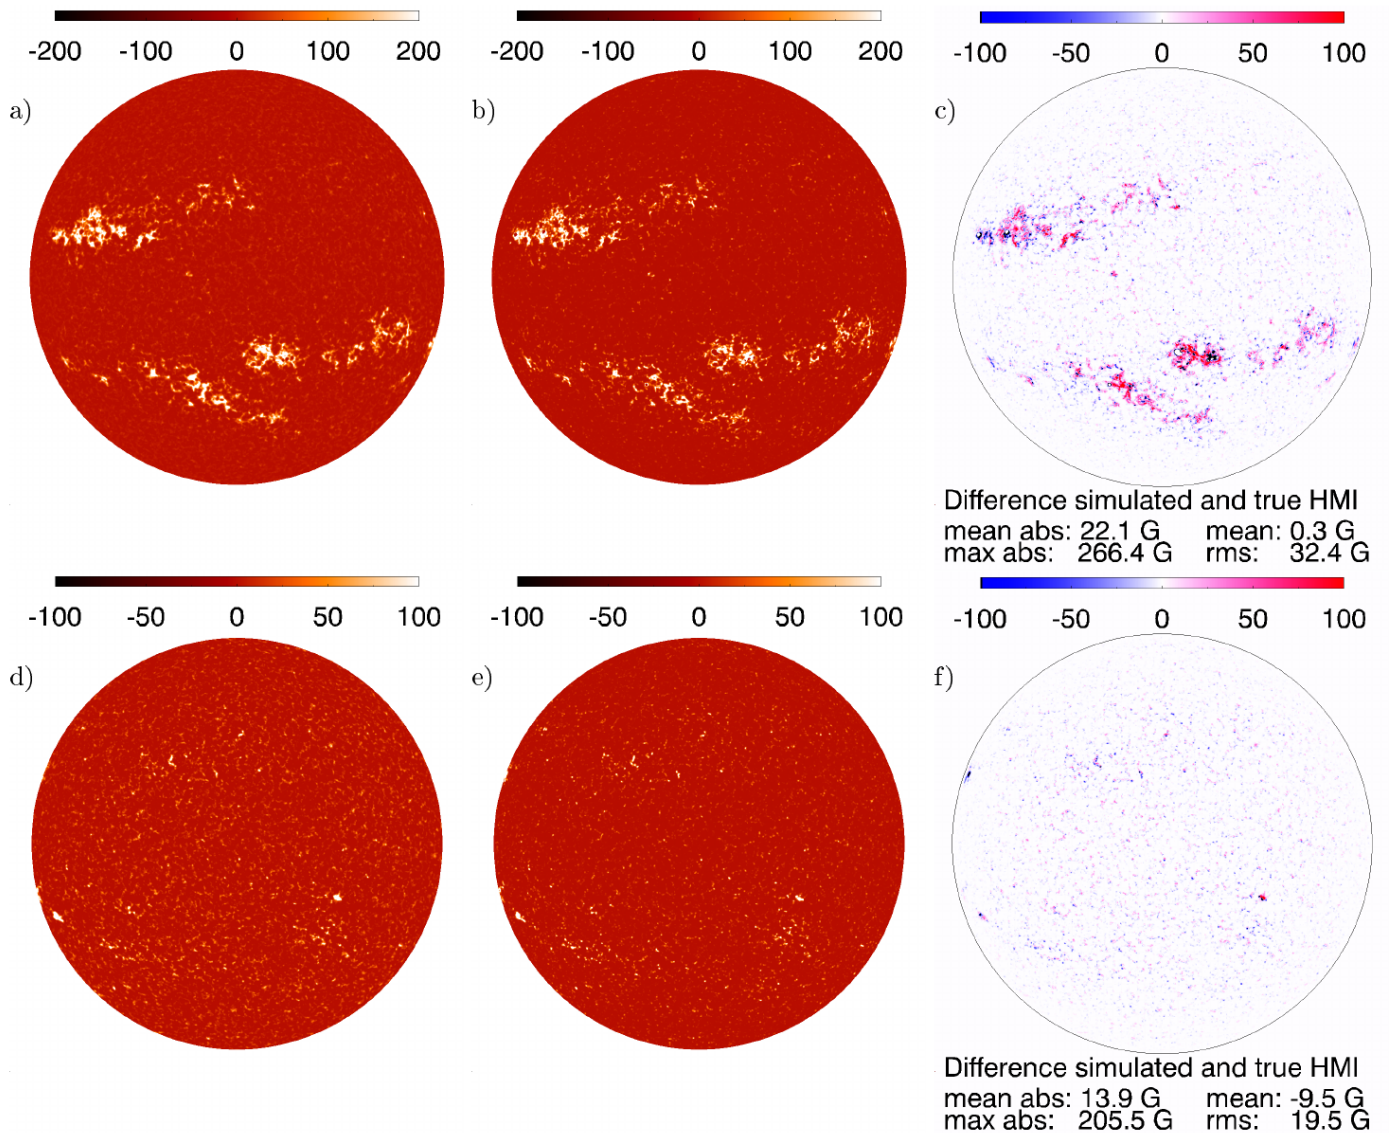 -200 -100 0 100 200
-200 -100 0 100 200
-100 -50 0 50 100
a)
b)
c)
Difference simulated and true HMI
mean abs: 22.1 G mean: 0.3 G
max abs: 266.4 G rms: 32.4 G
-100 -50 0 50 100
-100 -50 0 50 100
-100 -50 0 50 100
d)
e)
f)
Difference simulated and true HMI
mean abs: 13.9 G mean: -9.5 G
max abs: 205.5 G rms: 19.5 G